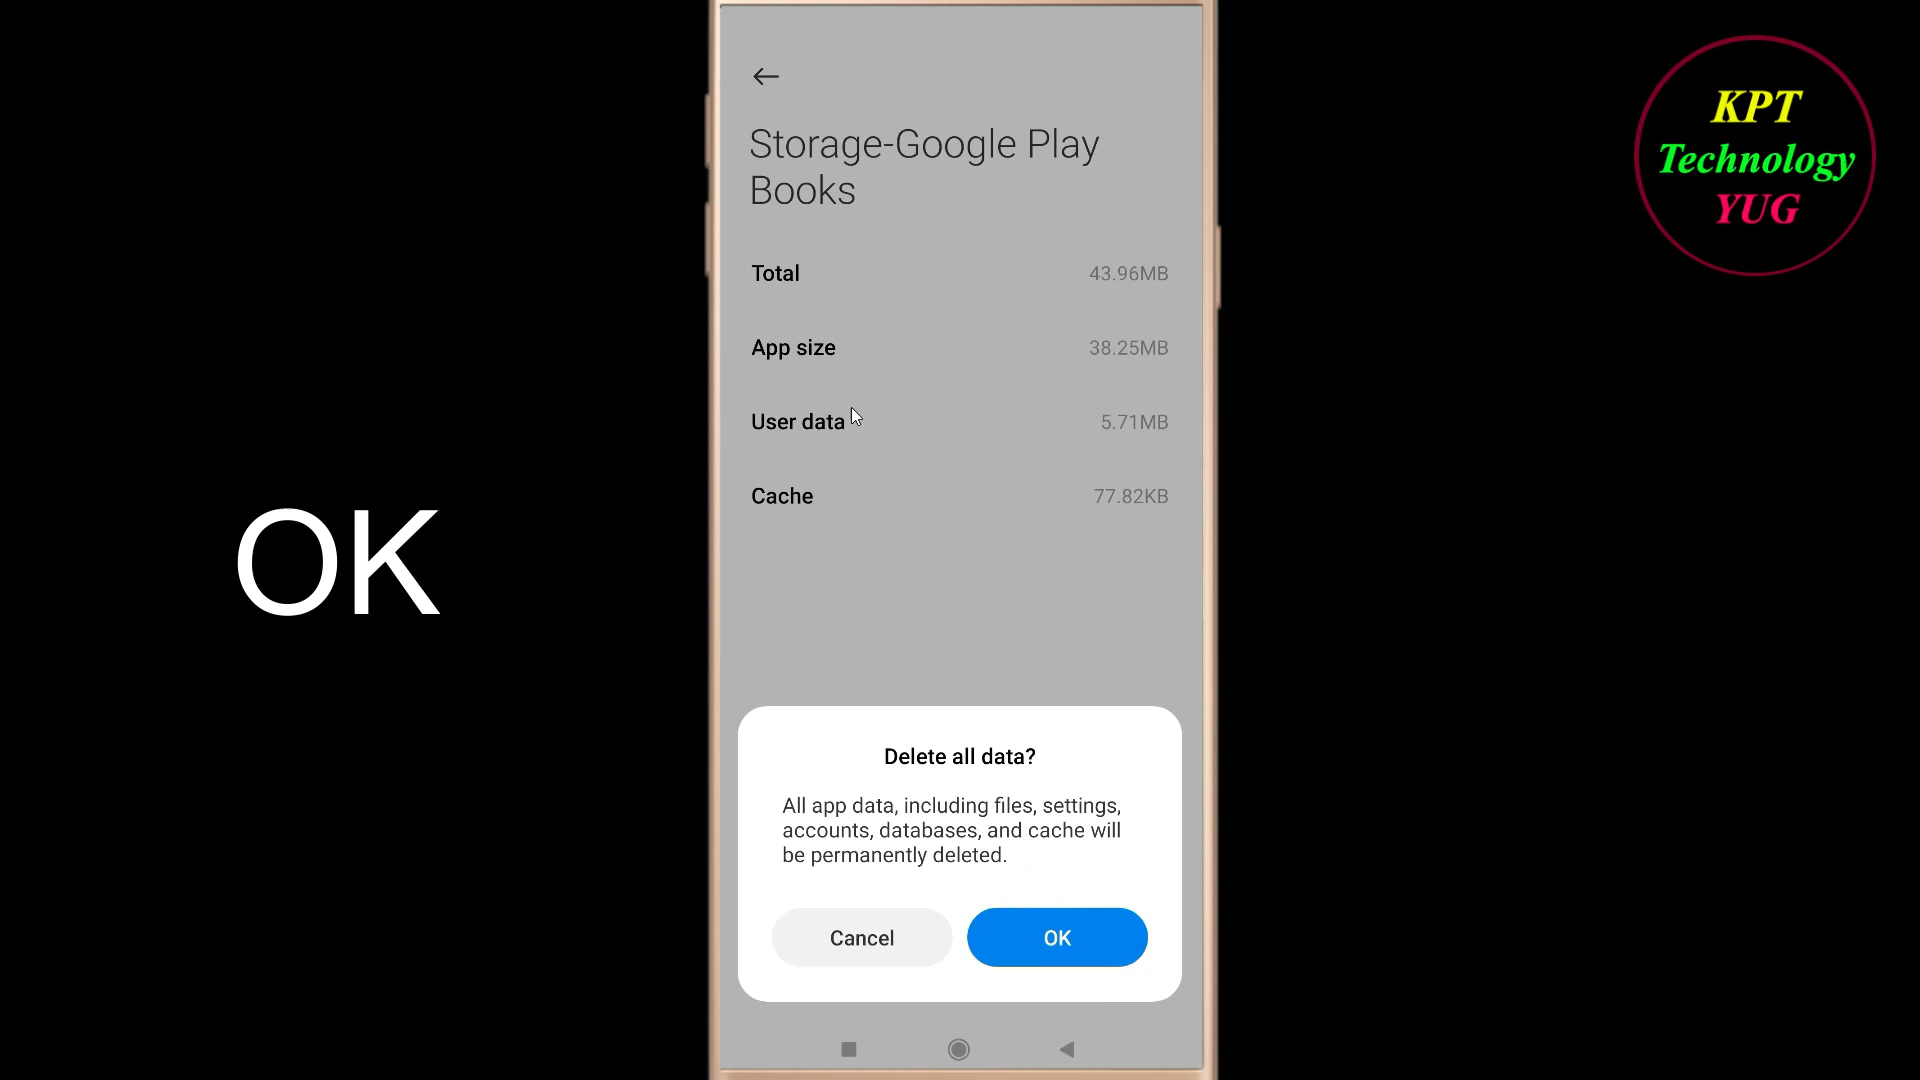 KPT
Technology
YUG
Storage-Google Play
Books
Total 43.96MB
App size 38.25MB
User data 5.71MB
Cache 77.82KB
OK
Delete all data?
All app data, including files, settings,
accounts, databases, and cache will
be permanently deleted.
Cancel OK